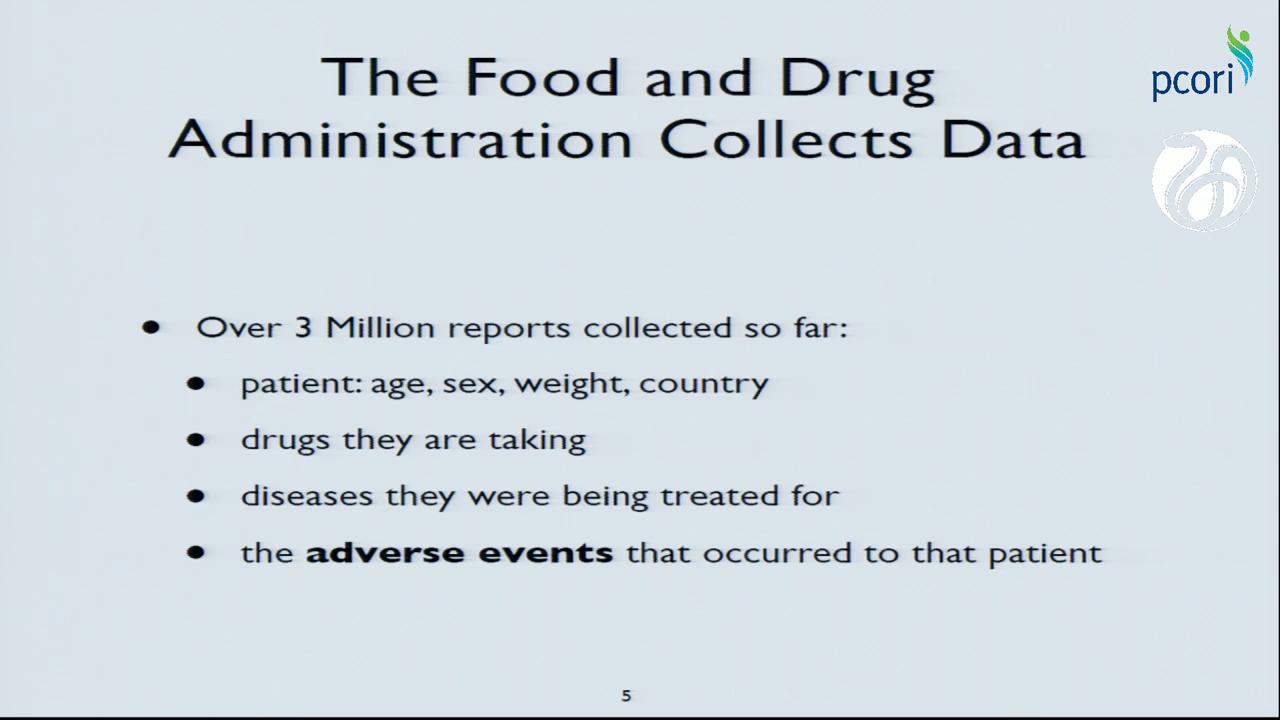 The Food and Drug
Administration Collects Data
pcori
• Over 3 Million reports collected so far:
• patient: age, sex, weight, country
• drugs they are taking
• diseases they were being treated for
• the adverse events that occurred to that patient
5